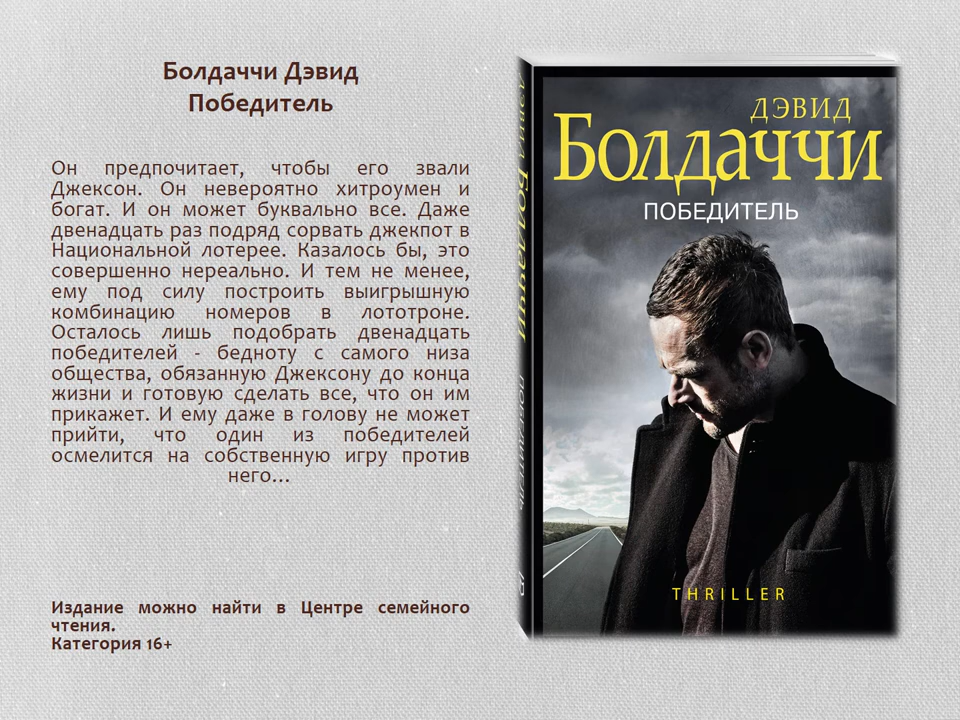 Болдаччи Дэвид
Победитель
Он предпочитает, чтобы его звали
Джексон. Он невероятно хитроумен и
богат. И он может буквально все. Даже
двенадцать раз подряд сорвать джекпот в
Национальной лотерее. Казалось бы, это
совершенно нереально. И тем не менее,
ему под силу построить выигрышную
комбинацию номеров в лототроне.
Осталось лишь подобрать двенадцать
победителей - бедноту с самого низа
общества, обязанную Джексону до конца
жизни и готовую сделать все, что он им
прикажет. И ему даже в голову не может
прийти, что один из победителей
осмелится на собственную игру против
него...
Издание можно найти в Центре семейного
чтения.
Категория 16+
ДЭВИД
Болдаччи
ПОБЕДИТЕЛЬ
THRILLER
Дэвид Болдаччи
ПОБЕДИТЕЛЬ